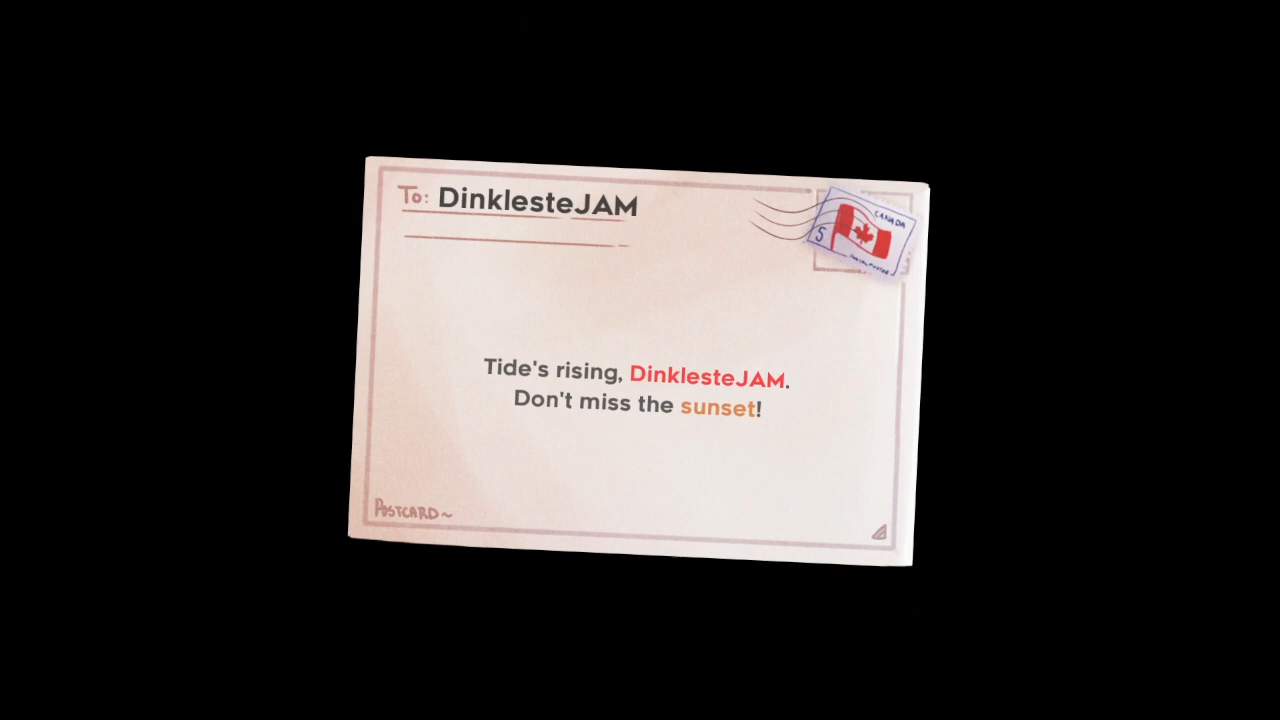 To: DinklesteJAM
CANADA
5
Tide's rising, DinklesteJAM.
Don't miss the sunset!
POSTCARD~